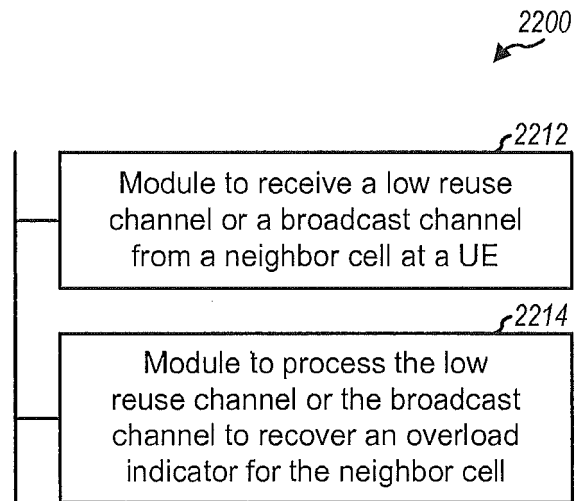 2200
2212
Module to receive a low reuse
channel or a broadcast channel
from a neighbor cell at a UE
2214
Module to process the low
reuse channel or the broadcast
channel to recover an overload
indicator for the neighbor cell